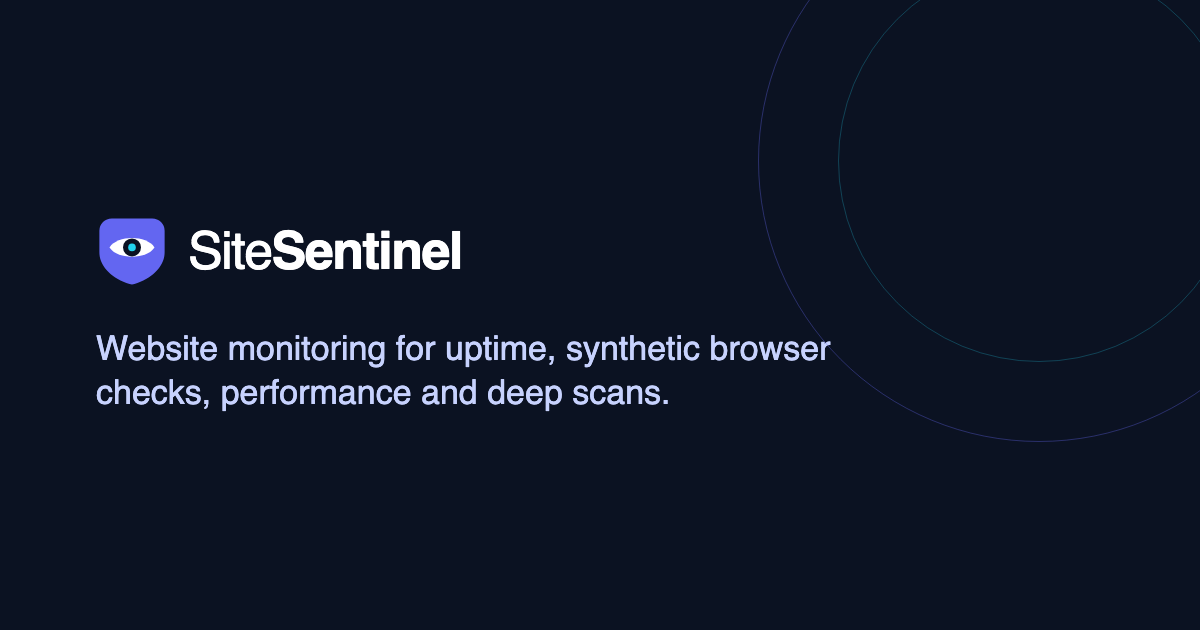 SiteSentinel
Website monitoring for uptime, synthetic browser
checks, performance and deep scans.